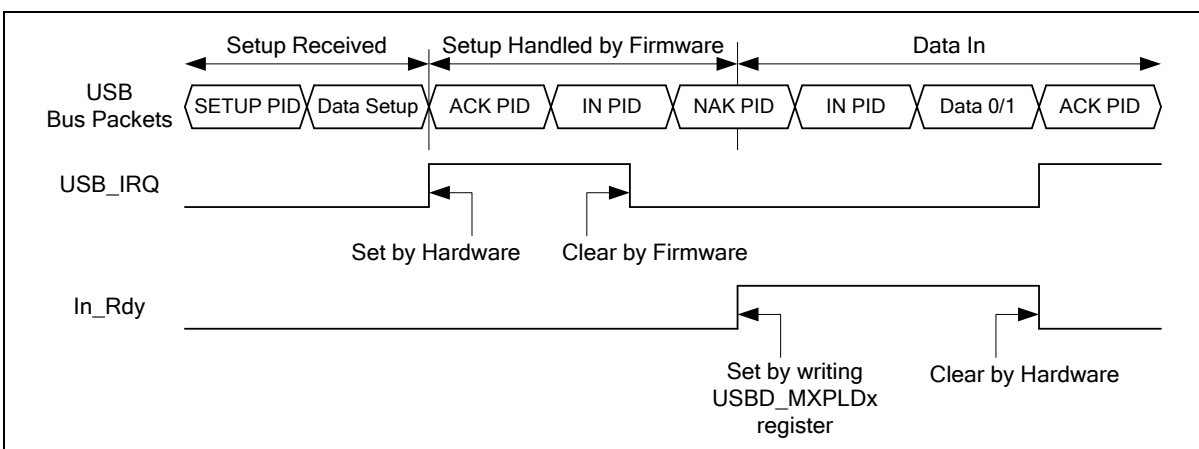 Setup Received Setup Handled by Firmware Data In
USB
Bus Packets
SETUP PID Data Setup ACK PID IN PID NAK PID IN PID Data 0/1 ACK PID
USB_IRQ
Set by Hardware Clear by Firmware
In_Rdy
Set by writing
USBD_MXPLDx
register
Clear by Hardware